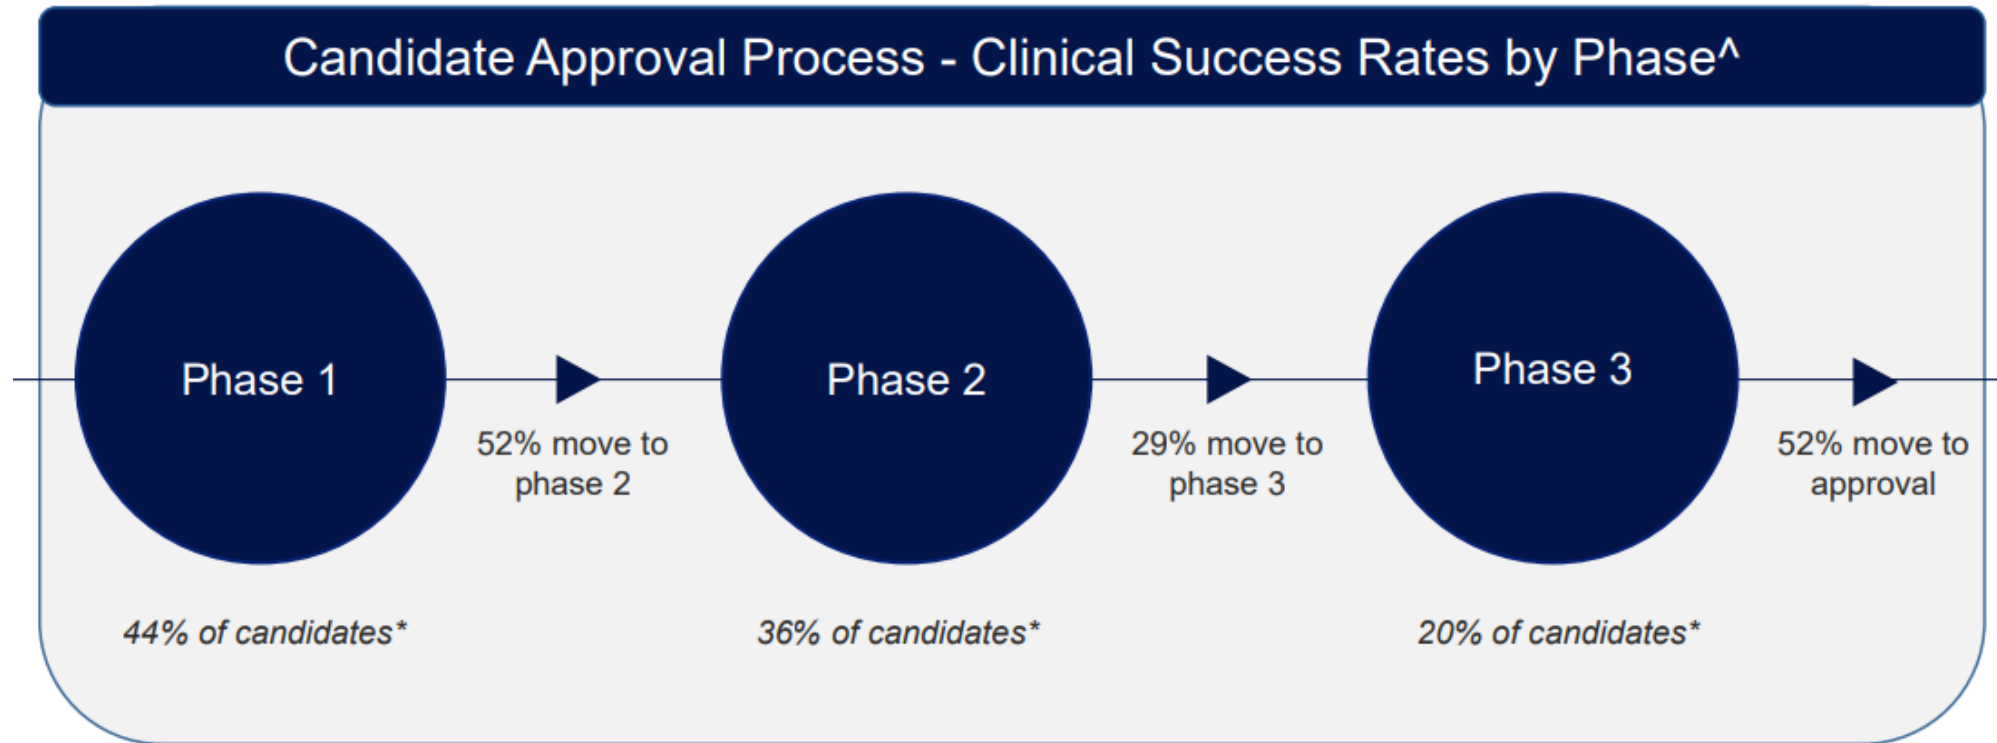 Candidate Approval Process - Clinical Success Rates by Phase^
Phase 1
Phase 2
Phase 3
52% move to
phase 2
29% move to
phase 3
52% move to
approval
44% of candidates*
36% of candidates*
20% of candidates*